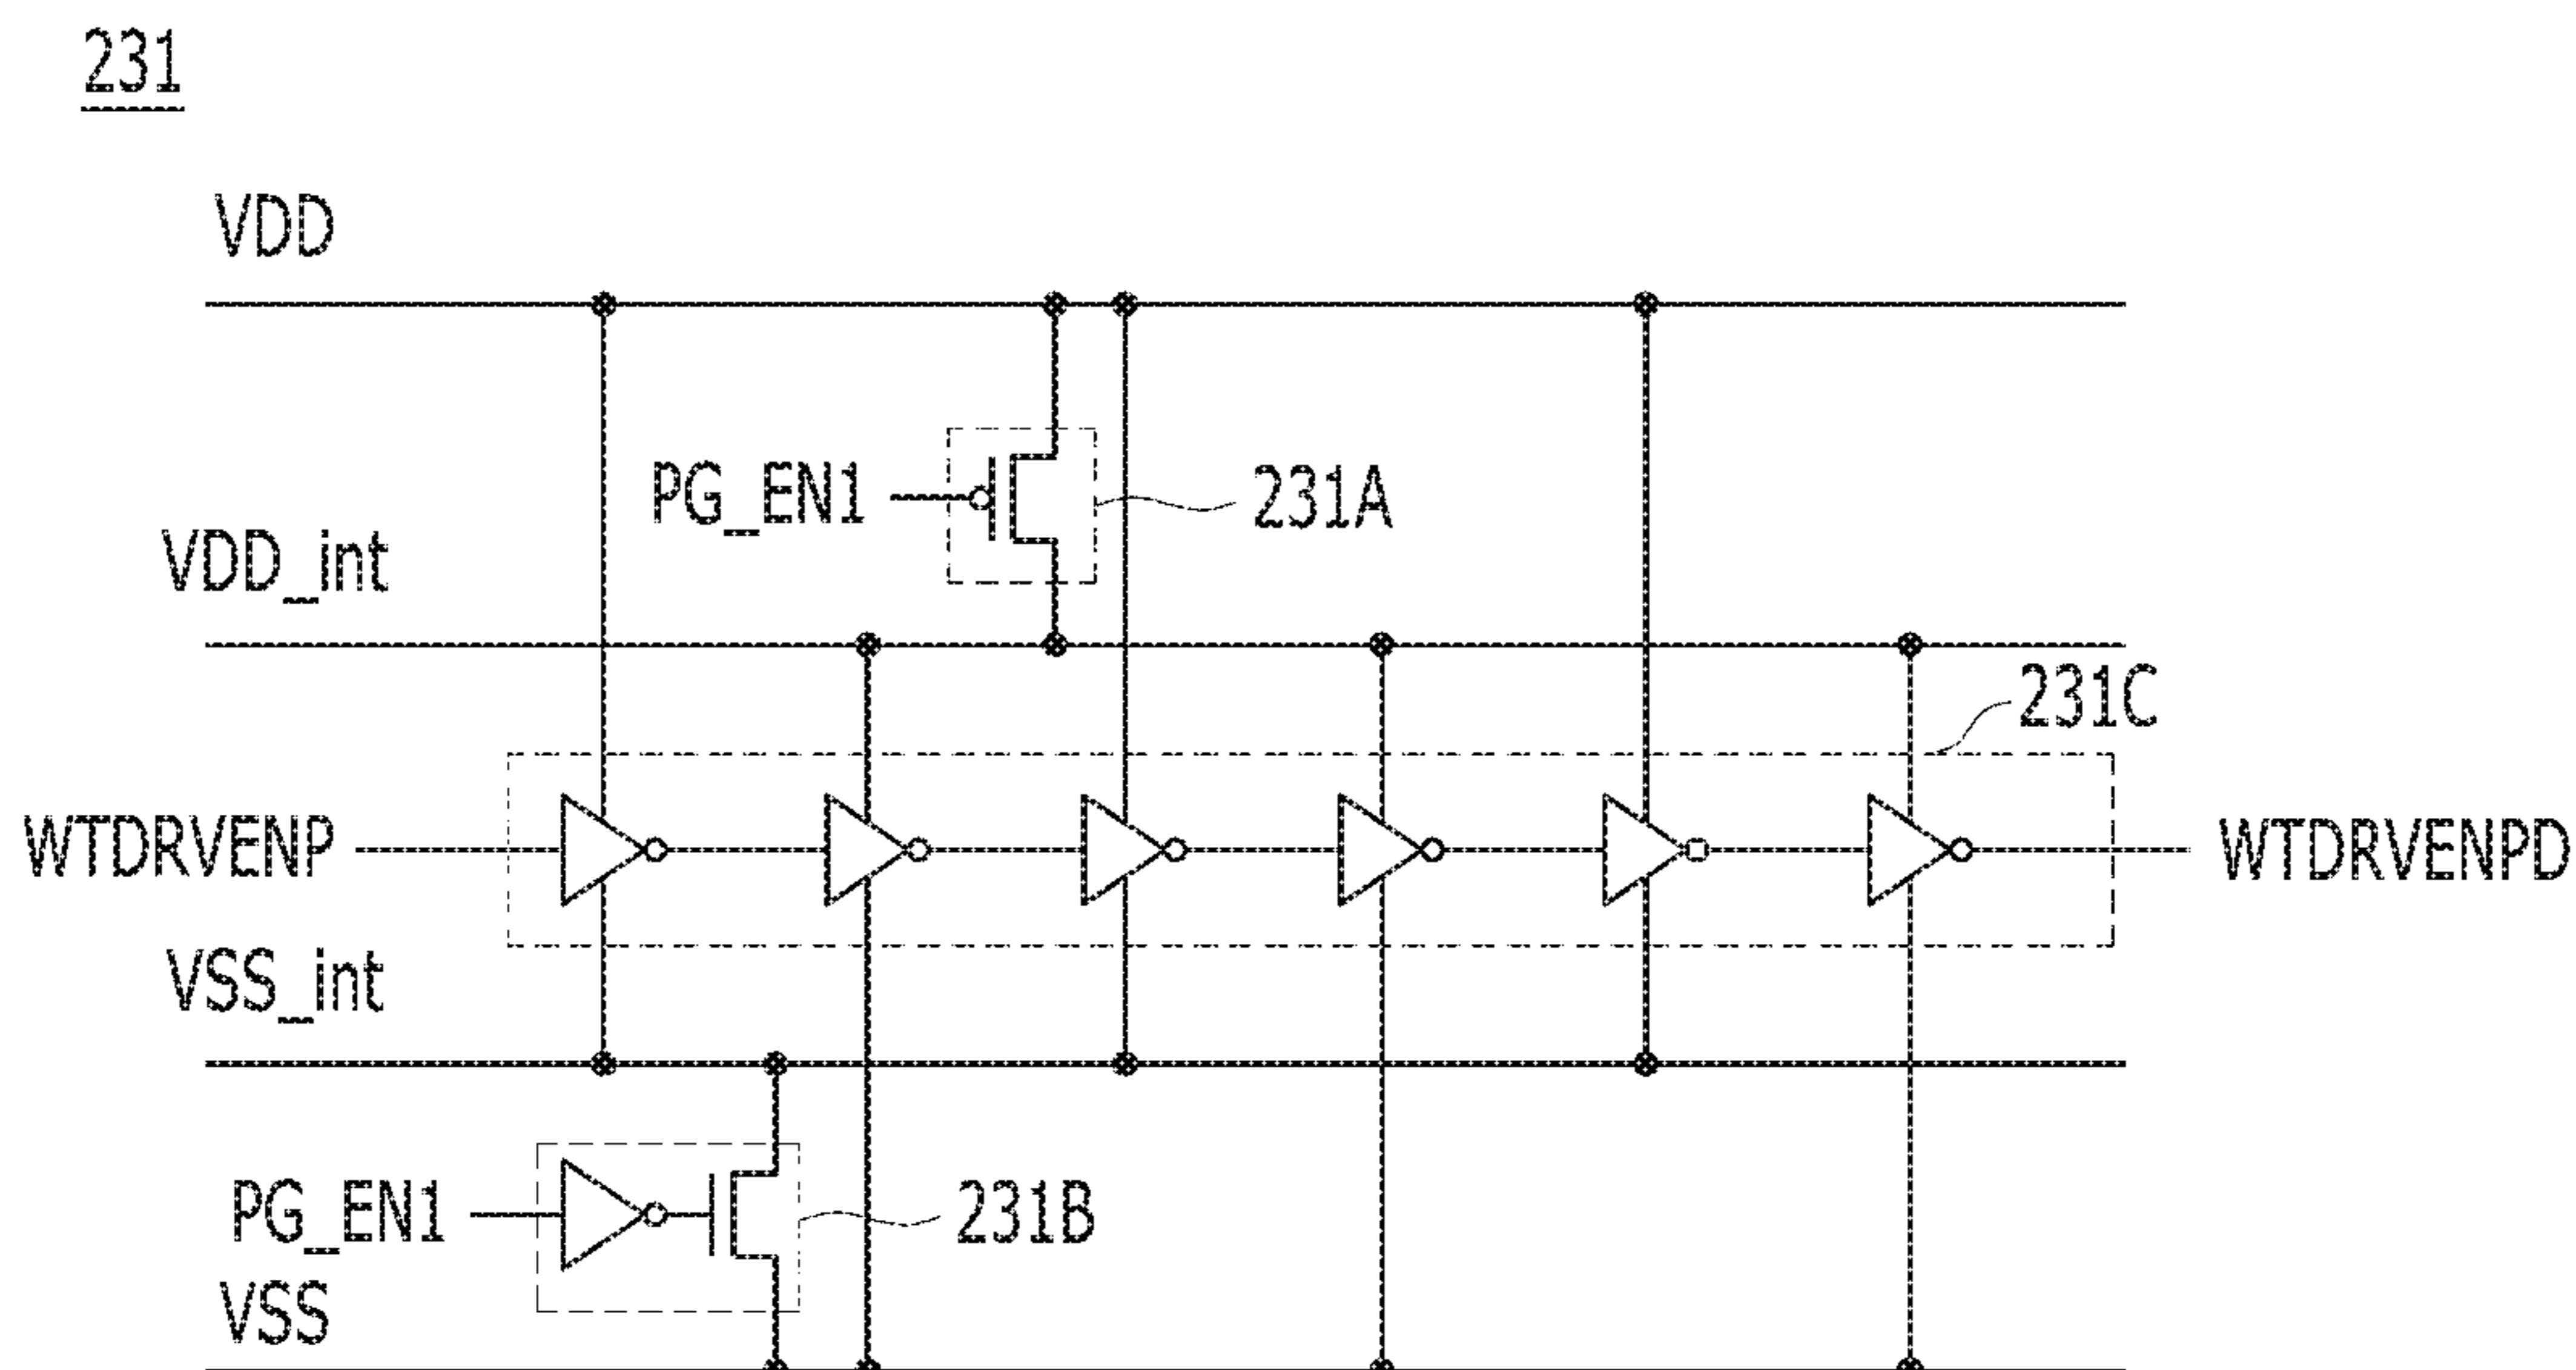 231
VDD
PG_EN1
231A
VDD_int
231C
WTDRVENP
WTDRVENPD
VSS_int
PG_EN1
231B
VSS